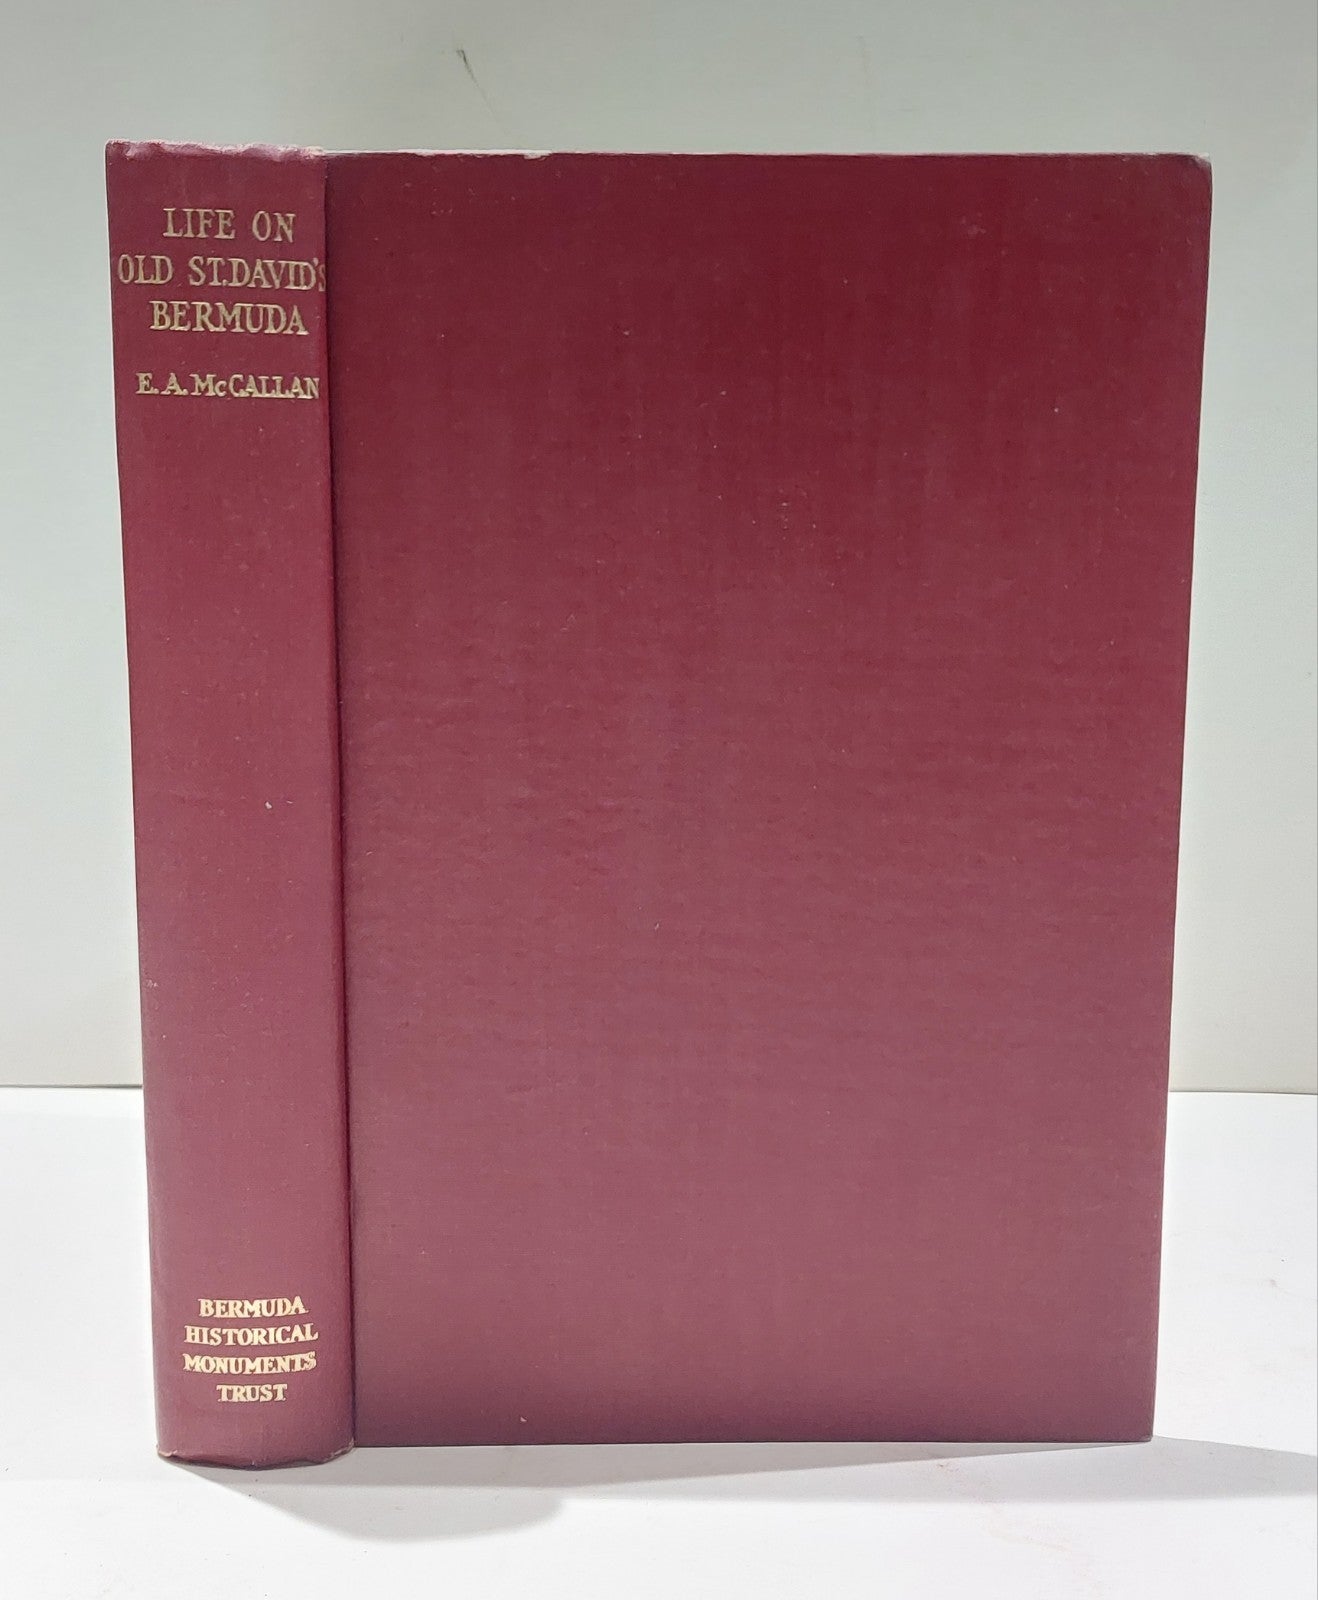 LIFE ON
OLD ST. DAVID'S
BERMUDA
E. A. McCALLAN
BERMUDA
HISTORICAL
MONUMENTS
TRUST